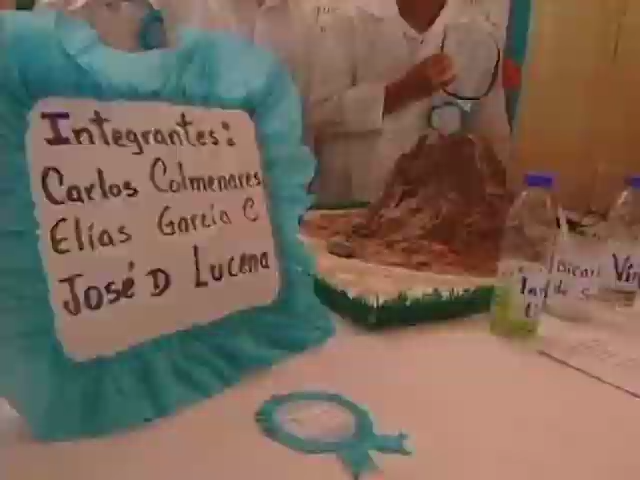 Integrantes:
Carlos Colmenares
Elías García C
José D Lucena